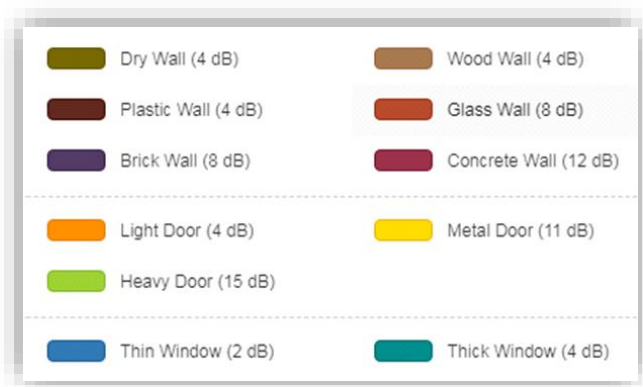 Dry Wall (4 dB)
Wood Wall (4 dB)
Plastic Wall (4 dB)
Glass Wall (8 dB)
Brick Wall (8 dB)
Concrete Wall (12 dB)
Light Door (4 dB)
Metal Door (11 dB)
Heavy Door (15 dB)
Thin Window (2 dB)
Thick Window (4 dB)